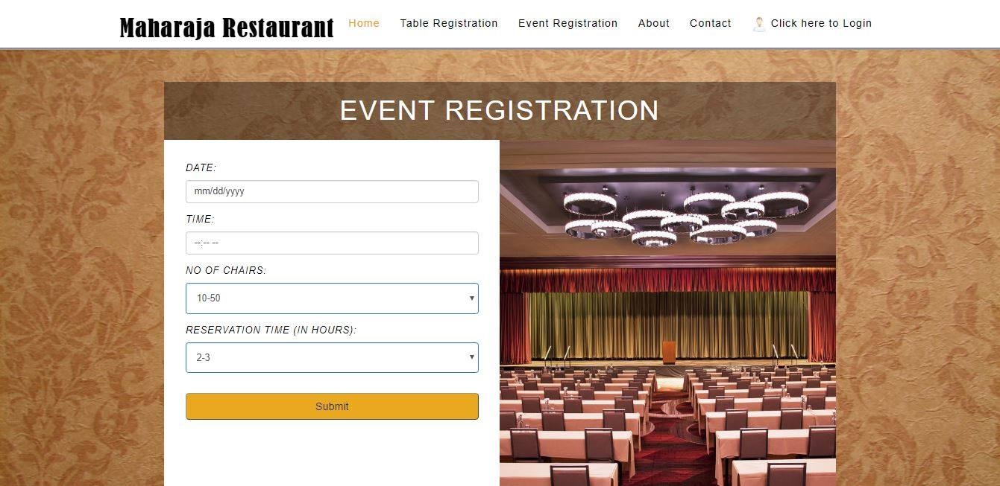 Maharaja Restaurant Home Table Registration Event Registration About Contact Click here to Login
EVENT REGISTRATION
DATE:
mm/dd/yyyy
TIME:
--:-- --
NO OF CHAIRS:
10-50
RESERVATION TIME (IN HOURS):
2-3
Submit